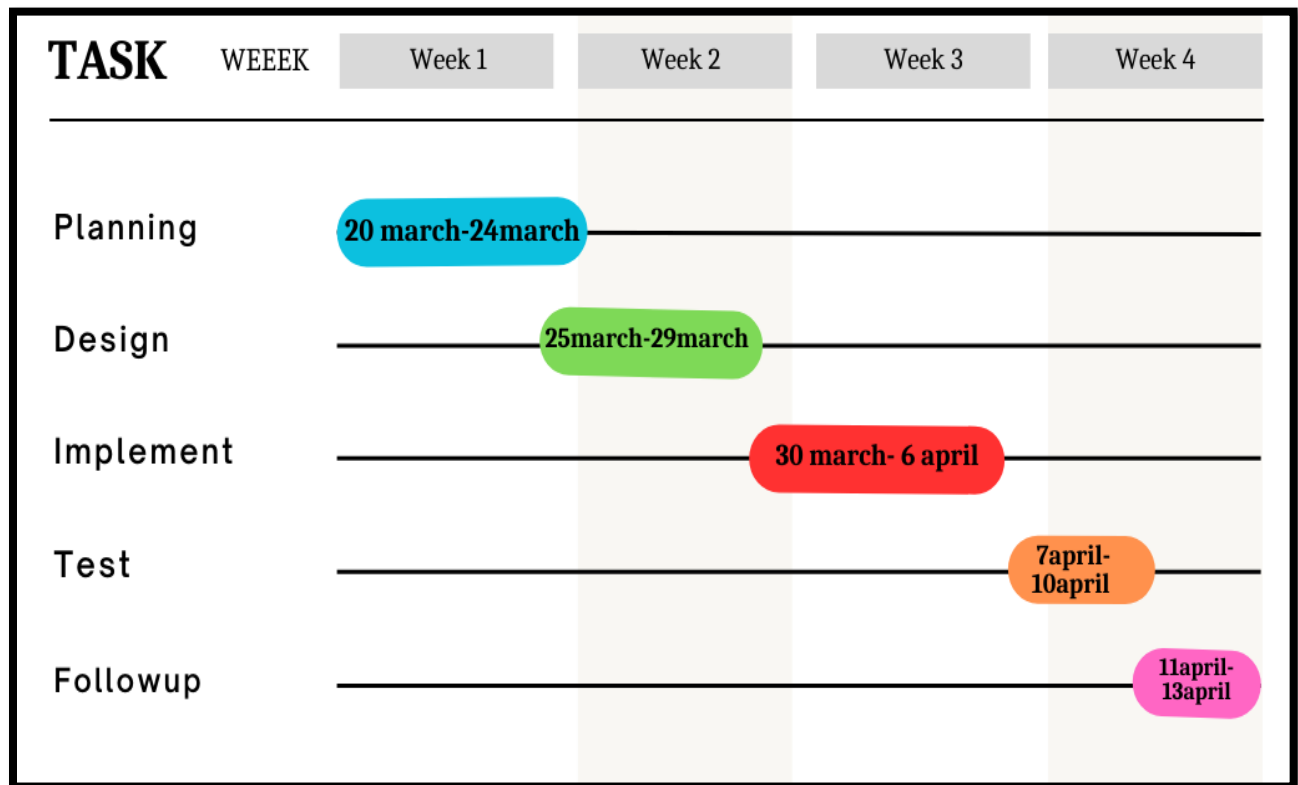 TASK WEEEK Week 1 Week 2 Week 3 Week 4
Planning 20 march-24march
Design 25march-29march
Implement 30 march- 6 april
Test 7april-
10april
Followup 11april-
13april